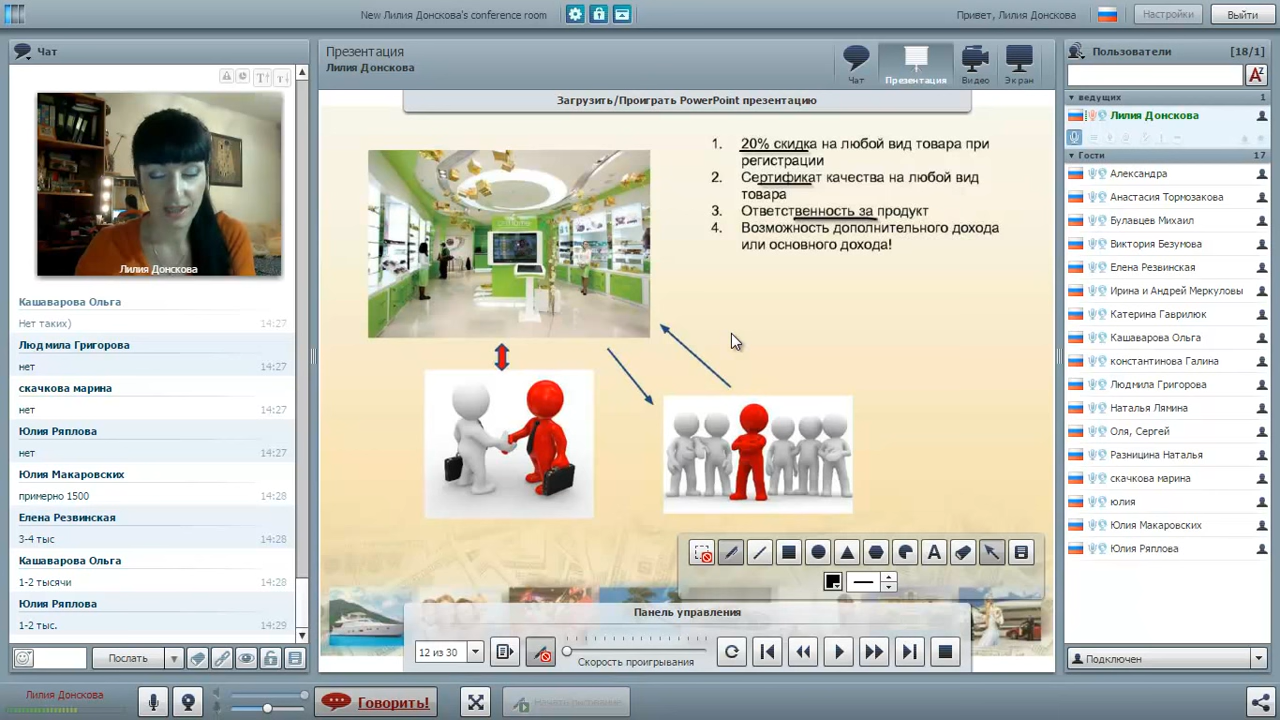 New Лилия Донскова's conference room
Привет, Лилия Донскова
Настройки
Выйти
Чат
Лилия Донскова
Кашаварова Ольга
Нет таких)
14:27
Людмила Григорова
нет
14:27
скачкова марина
нет
14:27
Юлия Ряплова
нет
14:27
Юлия Макаровских
примерно 1500
14:28
Елена Резвинская
3-4 тыс
14:28
Кашаварова Ольга
1-2 тысячи
14:28
Юлия Ряплова
1-2 тыс.
14:29
Послать
Презентация
Лилия Донскова
Чат
Презентация
Видео
Экран
Загрузить/Проиграть PowerPoint презентацию
1. 20% скидка на любой вид товара при
регистрации
2. Сертификат качества на любой вид
товара
3. Ответственность за продукт
4. Возможность дополнительного дохода
или основного дохода!
A
Панель управления
12 из 30
Скорость проигрывания
Пользователи
[18/1]
AZ
ведущих
1
Лилия Донскова
Гости
17
Александра
Анастасия Тормозакова
Булавцев Михаил
Виктория Безумова
Елена Резвинская
Ирина и Андрей Меркуловы
Катерина Гаврилюк
Кашаварова Ольга
константинова Галина
Людмила Григорова
Наталья Лямина
Оля, Сергей
Разницина Наталья
скачкова марина
юлия
Юлия Макаровских
Юлия Ряплова
Подключен
Лилия Донскова
Говорить!